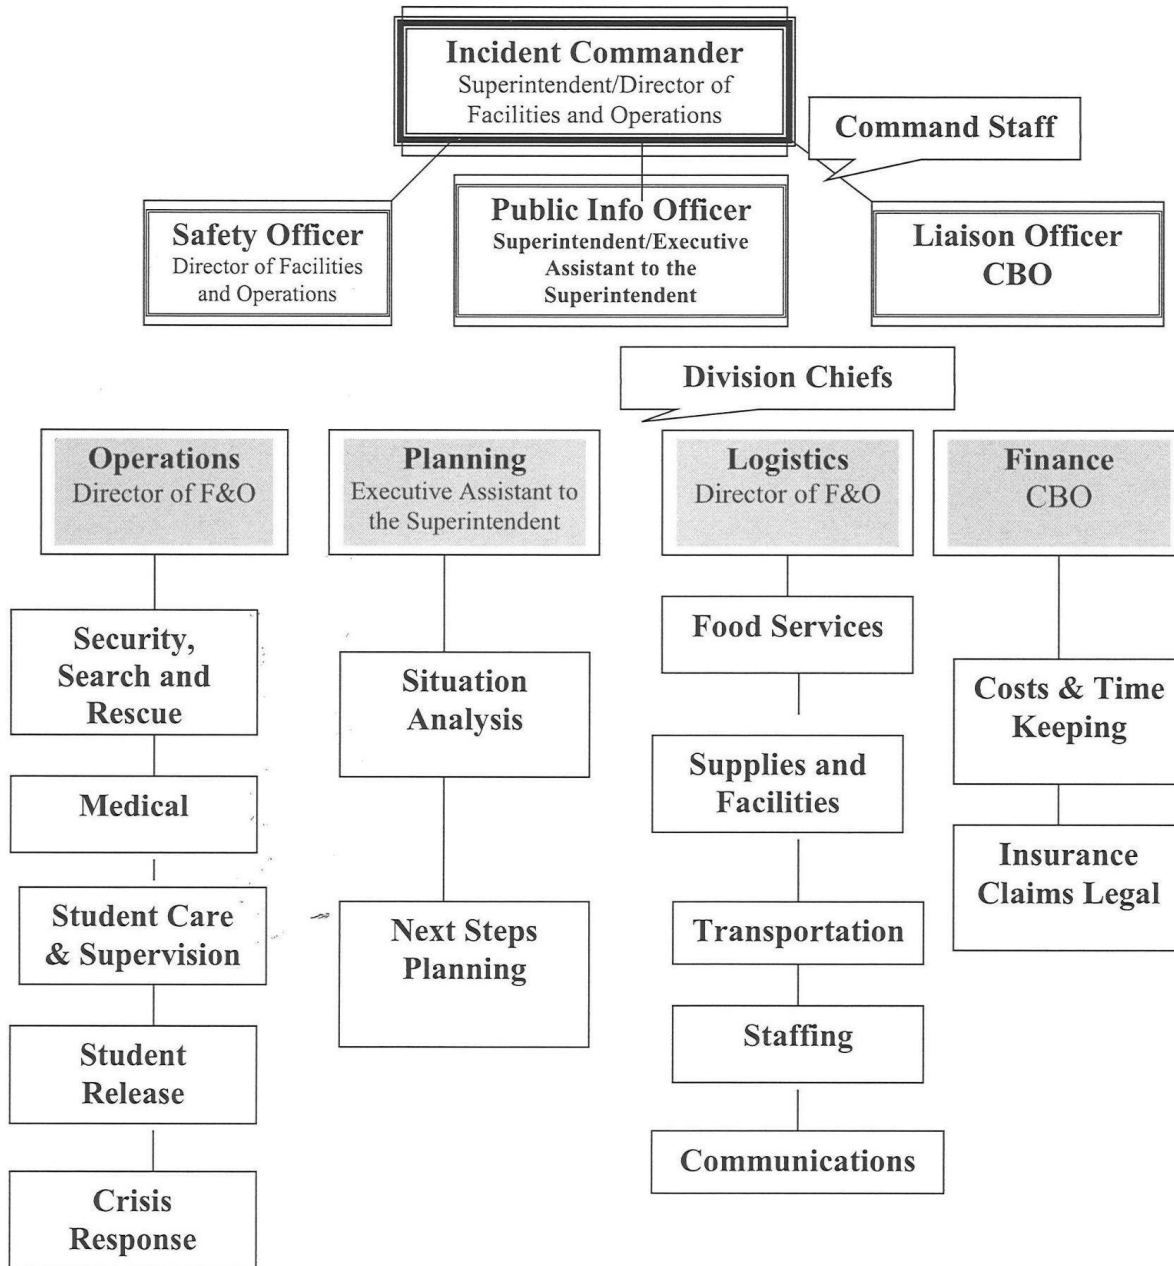 Incident Commander
Superintendent/Director of
Facilities and Operations
Command Staff
Safety Officer
Director of Facilities
and Operations
Public Info Officer
Superintendent/Executive
Assistant to the
Superintendent
Liaison Officer
CBO
Division Chiefs
Operations
Director of F&O
Planning
Executive Assistant to
the Superintendent
Logistics
Director of F&O
Finance
CBO
Security,
Search and
Rescue
Medical
Student Care
& Supervision
Student
Release
Crisis
Response
Situation
Analysis
Next Steps
Planning
Food Services
Supplies and
Facilities
Transportation
Staffing
Communications
Costs & Time
Keeping
Insurance
Claims Legal